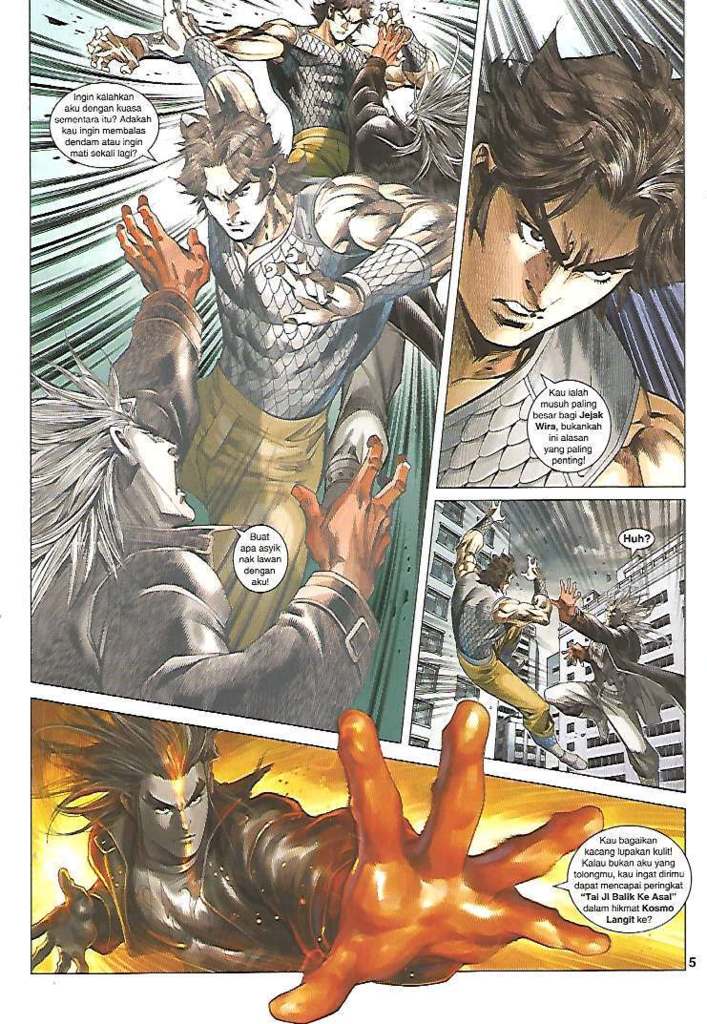 Ingin kalahkan
aku dengan kuasa
sementara itu? Adakah
kau ingin membalas
dendam atau ingin
mati sekali lagi?
Buat
apa asyik
nak lawan
dengan
aku!
Kau ialah
musuh paling
besar bagi Jejak
Wira, bukankah
ini alasan
yang paling
penting!
Huh?
Kau bagaikan
kacang lupakan kulit!
Kalau bukan aku yang
tolongmu, kau ingat dirimu
dapat mencapai peringkat
"Tai Ji Balik Ke Asal"
dalam hikmat Kosmo
Langit ke?
5